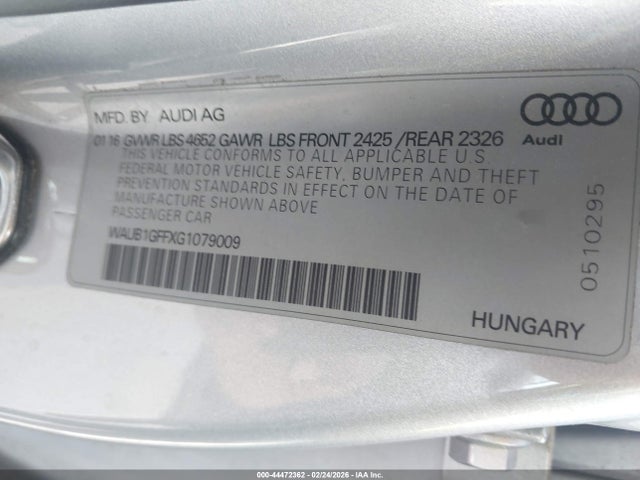 MFD. BY AUDI AG
01 16 GVWR LBS 4652 GAWR LBS FRONT 2425 /REAR 2326
THIS VEHICLE CONFORMS TO ALL APPLICABLE U.S.
FEDERAL MOTOR VEHICLE SAFETY, BUMPER AND THEFT
PREVENTION STANDARDS IN EFFECT ON THE DATE OF
MANUFACTURE SHOWN ABOVE
PASSENGER CAR
WAUB1GFFXG1079009
Audi
0510295
HUNGARY
000-44472362 - 02/24/2026 - IAA Inc.